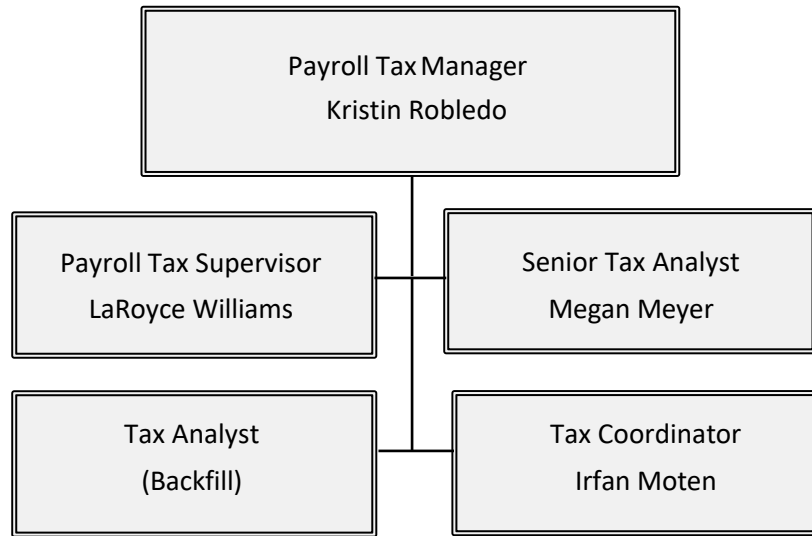 Payroll Tax Manager
Kristin Robledo
Payroll Tax Supervisor
LaRoyce Williams
Senior Tax Analyst
Megan Meyer
Tax Analyst
(Backfill)
Tax Coordinator
Irfan Moten